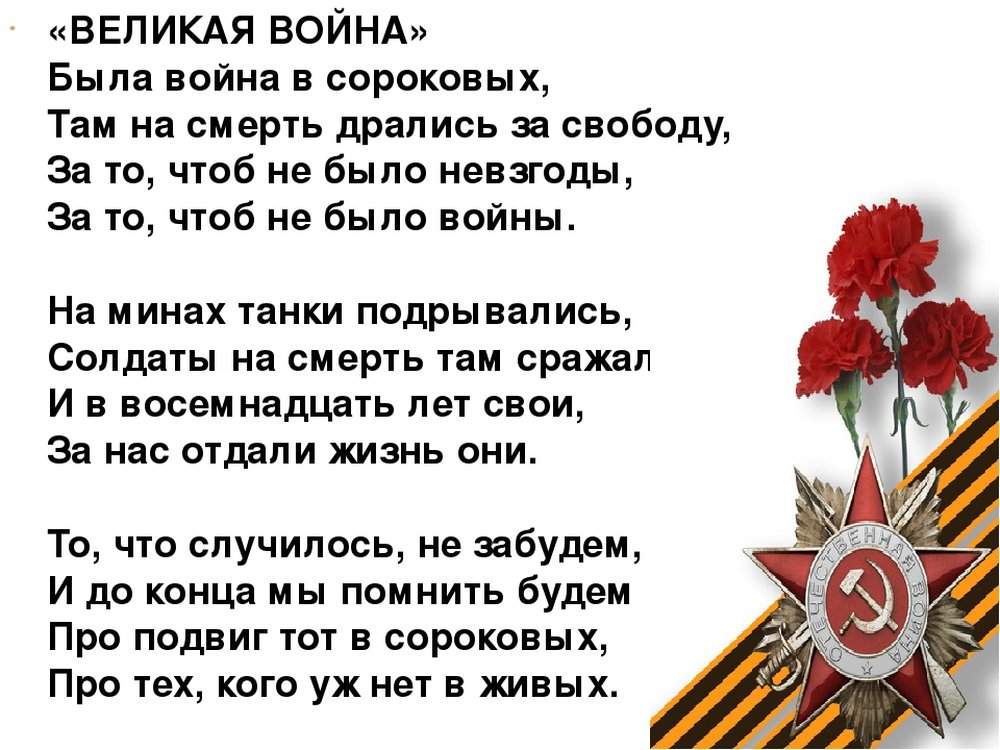 «ВЕЛИКАЯ ВОЙНА»
Была война в сороковых,
Там на смерть дрались за свободу,
За то, чтоб не было невзгоды,
За то, чтоб не было войны.
На минах танки подрывались,
Солдаты на смерть там сражал
И в восемнадцать лет свои,
За нас отдали жизнь они.
То, что случилось, не забудем,
И до конца мы помнить будем
Про подвиг тот в сороковых,
Про тех, кого уж нет в живых.
ОТЕЧЕСТВЕННАЯ ВОЙНА